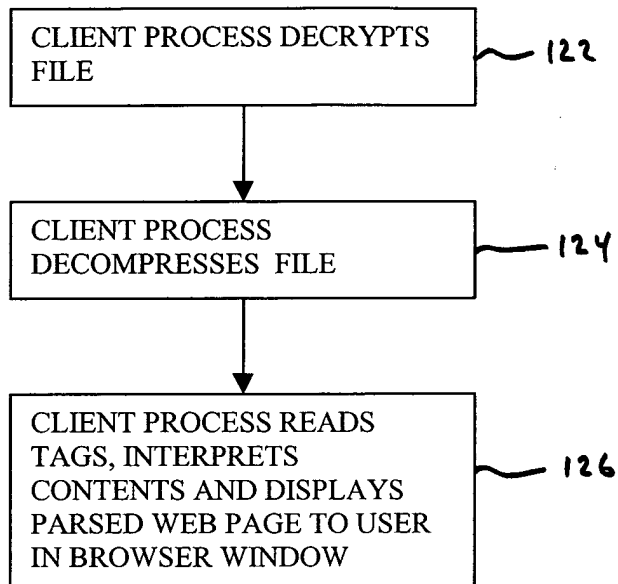 CLIENT PROCESS DECRYPTS
FILE
122
CLIENT PROCESS
DECOMPRESSES FILE
124
CLIENT PROCESS READS
TAGS, INTERPRETS
CONTENTS AND DISPLAYS
PARSED WEB PAGE TO USER
IN BROWSER WINDOW
126